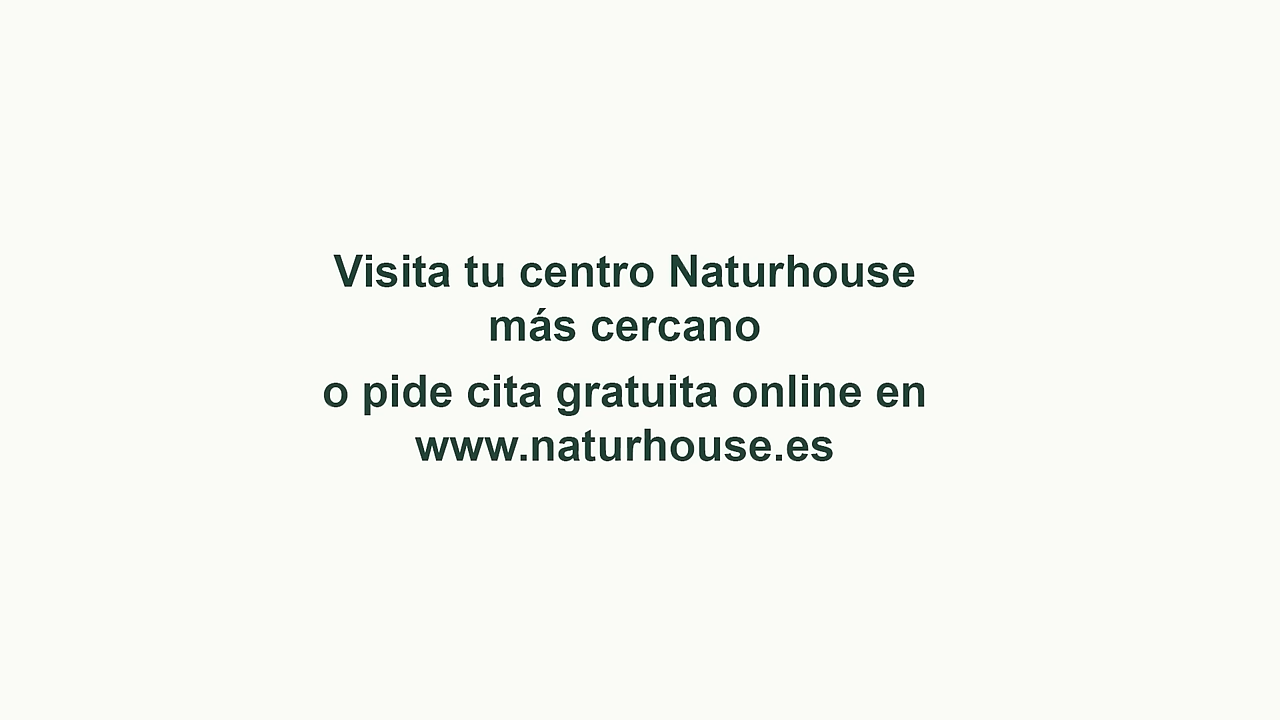 Visita tu centro Naturhouse
más cercano
o pide cita gratuita online en
www.naturhouse.es